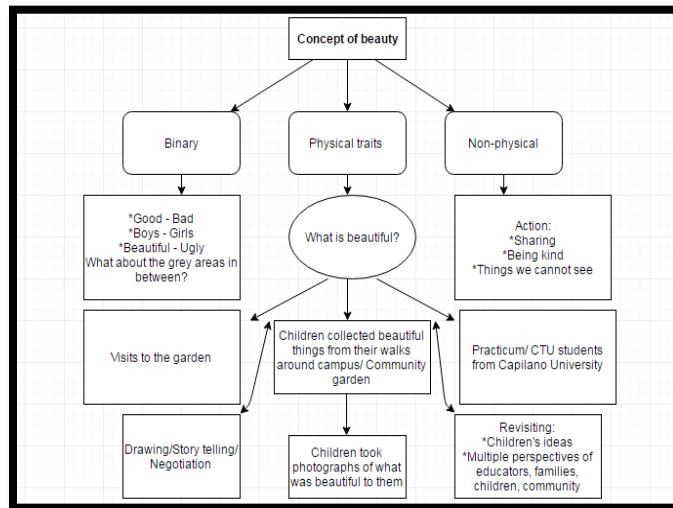 Concept of beauty
Binary
Physical traits
Non-physical
*Good - Bad
*Boys - Girls
*Beautiful - Ugly
What about the grey areas in
between?
What is beautiful?
Action:
*Sharing
*Being kind
*Things we cannot see
Visits to the garden
Children collected beautiful
things from their walks
around campus/ Community
garden
Practicum/ CTU students
from Capilano University
Drawing/Story telling/
Negotiation
Children took
photographs of what
was beautiful to them
Revisiting:
*Children's ideas
*Multiple perspectives of
educators, families,
children, community